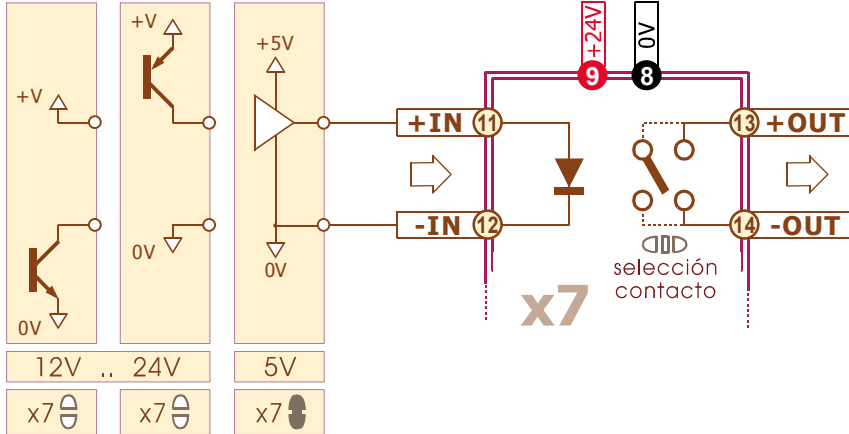 +V
0V
+V
0V
+5V
0V
12V .. 24V
5V
x7
x7
x7
+24V
9
0V
8
+IN 11
-IN 12
13 +OUT
14 -OUT
selección
contacto
x7